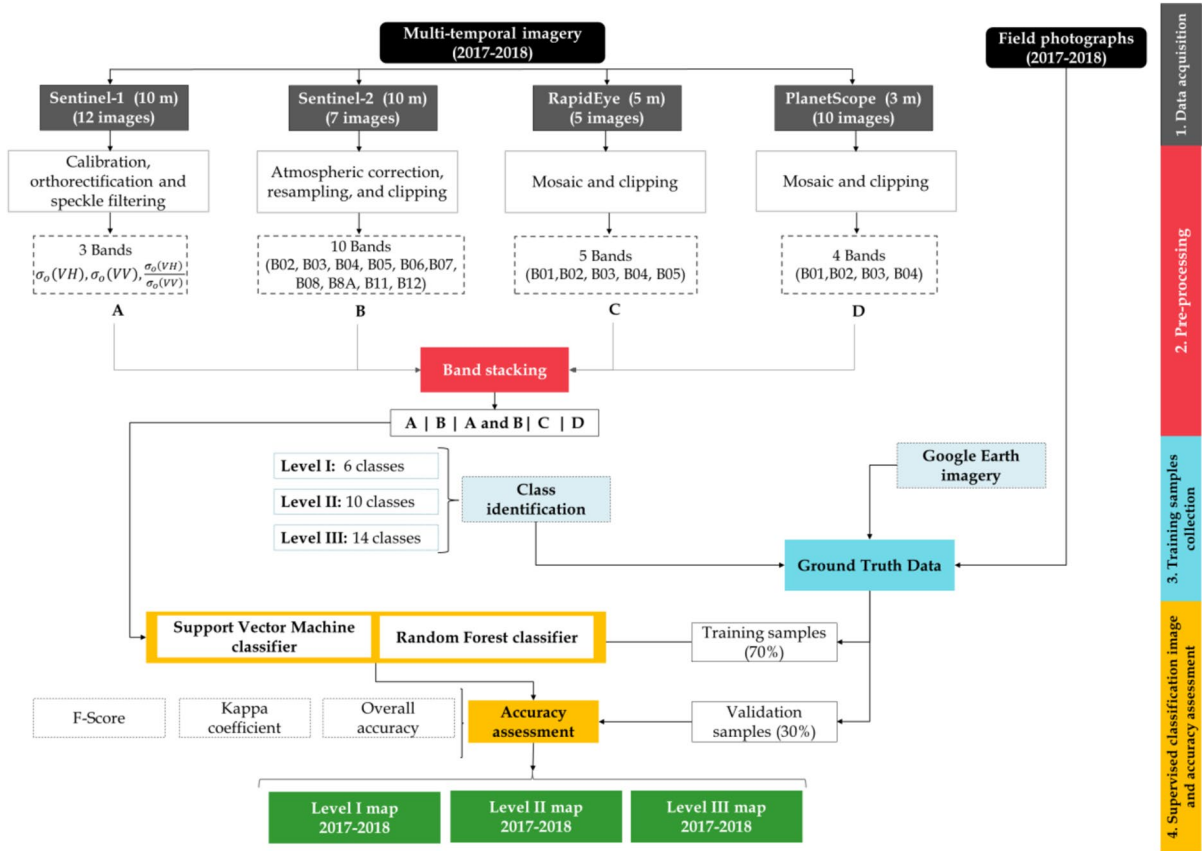 Multi-temporal imagery
(2017-2018)
Field photographs
(2017-2018)
Sentinel-1 (10 m)
(12 images)
Sentinel-2 (10 m)
(7 images)
RapidEye (5 m)
(5 images)
PlanetScope (3 m)
(10 images)
1. Data acquisition
Calibration,
orthorectification and
speckle filtering
Atmospheric correction,
resampling, and clipping
Mosaic and clipping
Mosaic and clipping
3 Bands
σₒ(VH), σₒ(VV), σₒ(VH)/σₒ(VV)
10 Bands
(B02, B03, B04, B05, B06,B07,
B08, B8A, B11, B12)
5 Bands
(B01,B02, B03, B04, B05)
4 Bands
(B01,B02, B03, B04)
A
B
C
D
2. Pre-processing
Band stacking
A | B | A and B| C | D
Level I: 6 classes
Level II: 10 classes
Level III: 14 classes
Class
identification
Google Earth
imagery
Ground Truth Data
3. Training samples
collection
Support Vector Machine
classifier
Random Forest classifier
Training samples
(70%)
F-Score
Kappa
coefficient
Overall
accuracy
Accuracy
assessment
Validation
samples (30%)
Level I map
2017-2018
Level II map
2017-2018
Level III map
2017-2018
4. Supervised classification image
and accuracy assessment